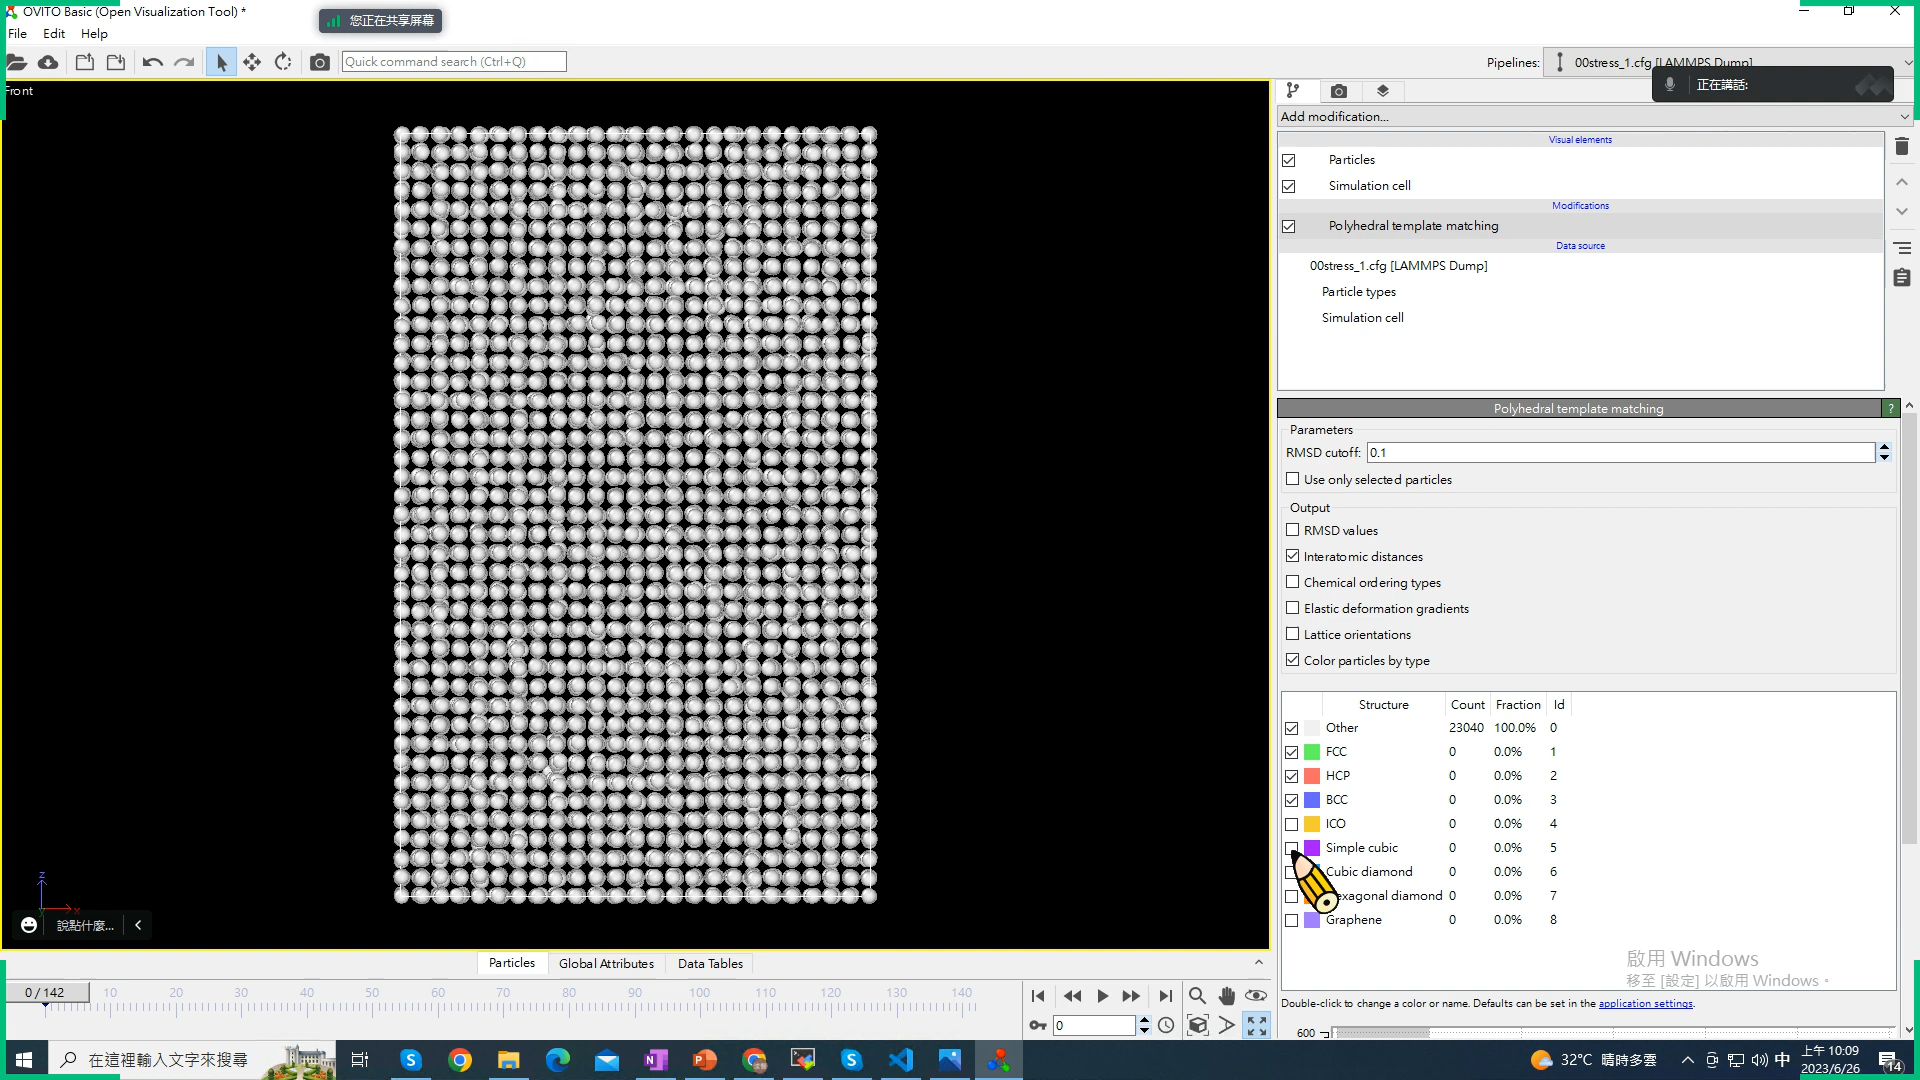 OVITO Basic (Open Visualization Tool) *
您正在共享屏幕
File Edit Help
Quick command search (Ctrl+Q)
Pipelines: 00stress_1.cfg [LAMMPS Dump]
正在講話:
Front
Add modification...
Visual elements
Particles
Simulation cell
Modifications
Polyhedral template matching
Data source
00stress_1.cfg [LAMMPS Dump]
Particle types
Simulation cell
Polyhedral template matching ?
Parameters
RMSD cutoff: 0.1
Use only selected particles
Output
RMSD values
Interatomic distances
Chemical ordering types
Elastic deformation gradients
Lattice orientations
Color particles by type
Structure Count Fraction Id
Other 23040 100.0% 0
FCC 0 0.0% 1
HCP 0 0.0% 2
BCC 0 0.0% 3
ICO 0 0.0% 4
Simple cubic 0 0.0% 5
Cubic diamond 0 0.0% 6
exagonal diamond 0 0.0% 7
Graphene 0 0.0% 8
啟用 Windows
移至 [設定] 以啟用 Windows。
Double-click to change a color or name. Defaults can be set in the application settings.
600
z
x
說點什麼...
Particles Global Attributes Data Tables
0 / 142 10 20 30 40 50 60 70 80 90 100 110 120 130 140
0
在這裡輸入文字來搜尋
32°C 晴時多雲
中
上午 10:09
2023/6/26
14